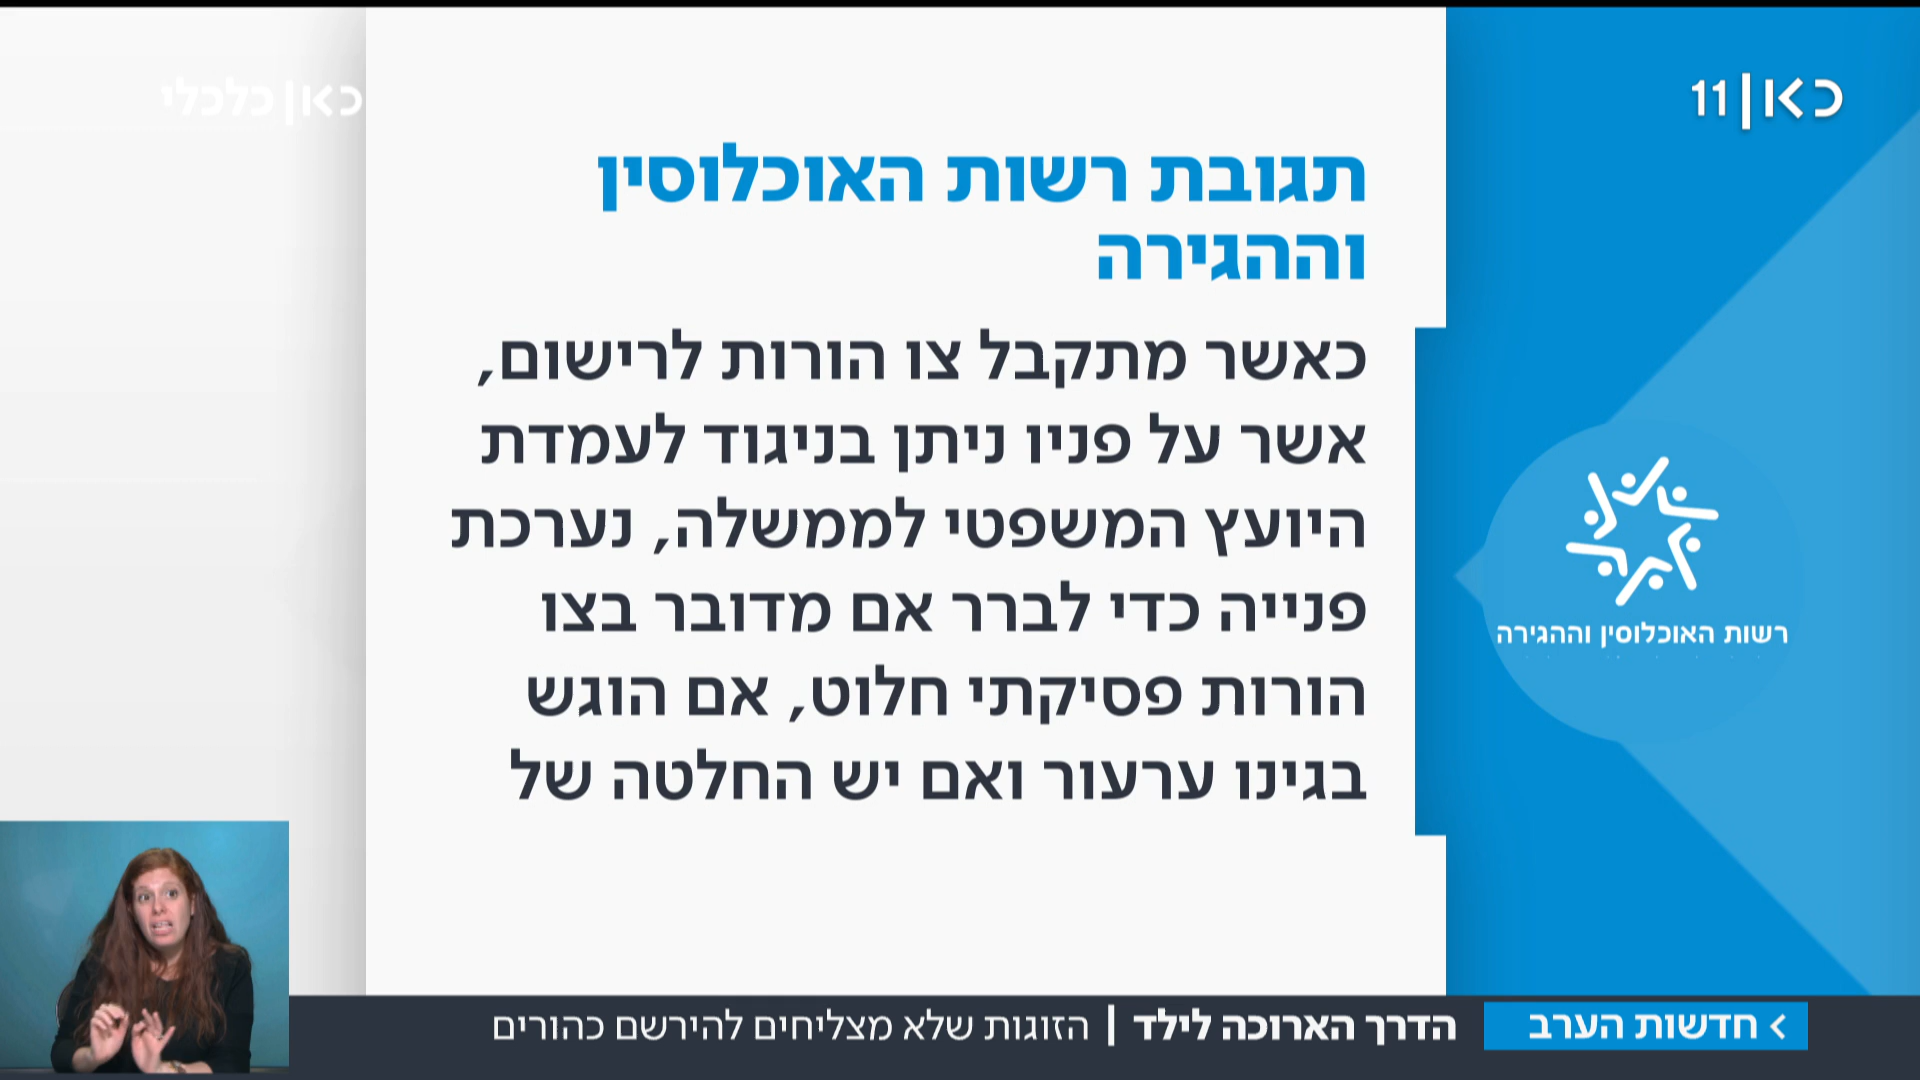 כאן 11
כאן כלכלי
תגובת רשות האוכלוסין
וההגירה
כאשר מתקבל צו הורות לרישום,
אשר על פניו ניתן בניגוד לעמדת
היועץ המשפטי לממשלה, נערכת
פנייה כדי לברר אם מדובר בצו
הורות פסיקתי חלוט, אם הוגש
בגינו ערעור ואם יש החלטה של
רשות האוכלוסין וההגירה
חדשות הערב
הדרך הארוכה לילד | הזוגות שלא מצליחים להירשם כהורים